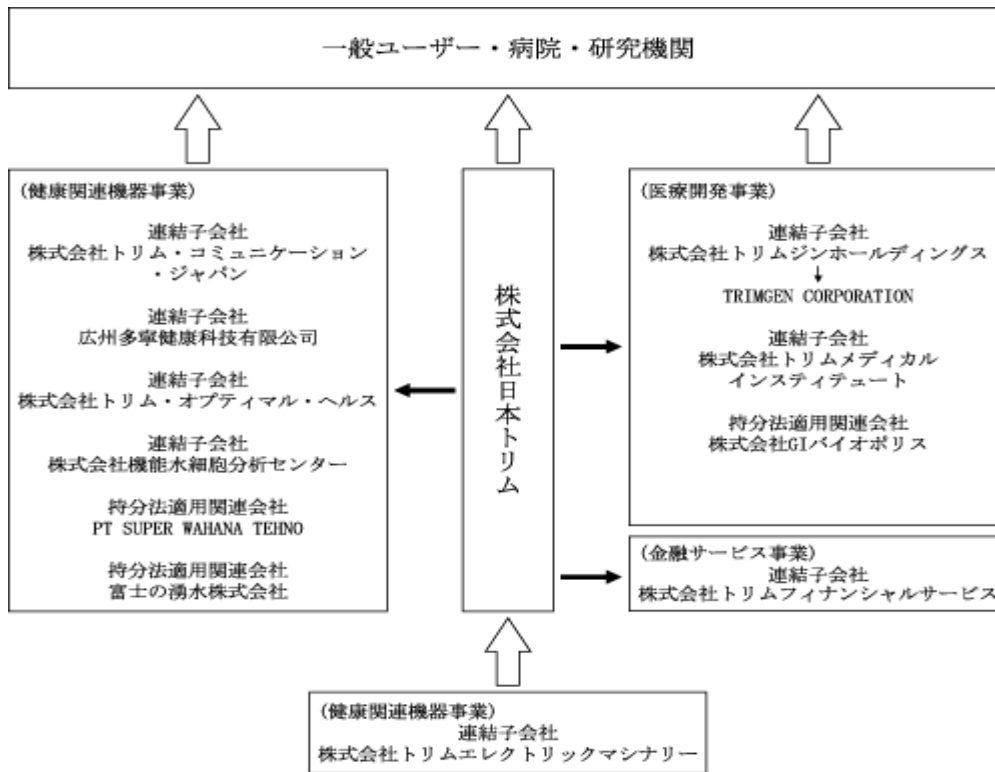 一般ユーザー・病院・研究機関
(健康関連機器事業)
連結子会社
株式会社トリム・コミュニケーション
・ジャパン
連結子会社
広州多寧健康科技有限公司
連結子会社
株式会社トリム・オプティマル・ヘルス
連結子会社
株式会社機能水細胞分析センター
持分法適用関連会社
PT SUPER WAHANA TEHNO
持分法適用関連会社
富士の湧水株式会社
株式会社日本トリム
(医療開発事業)
連結子会社
株式会社トリムジンホールディングス
TRIMGEN CORPORATION
連結子会社
株式会社トリムメディカル
インスティテュート
持分法適用関連会社
株式会社GIバイオポリス
(金融サービス事業)
連結子会社
株式会社トリムフィナンシャルサービス
(健康関連機器事業)
連結子会社
株式会社トリムエレクトリックマシナリー